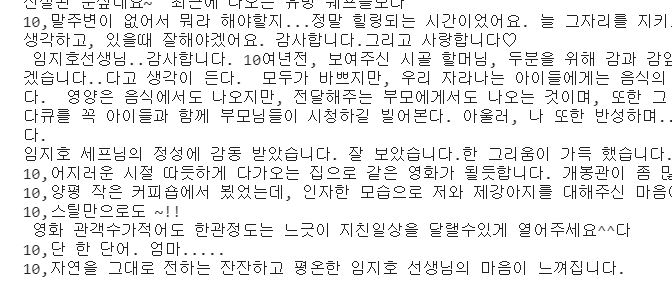 신설된 눈싶네요~  최근에 나오는 유명 쉐프들보다
10,말주변이 없어서 뭐라 해야할지...정말 힐링되는 시간이었어요. 늘 그자리를 지키
생각하고, 있을때 잘해야겠어요. 감사합니다.그리고 사랑합니다♡
임지호선생님..감사합니다. 10여년전, 보여주신 시골 할머님, 두분을 위해 감과 감잎
겠습니다..다고 생각이 든다.  모두가 바쁘지만, 우리 자라나는 아이들에게는 음식의
다.  영양은 음식에서도 나오지만, 전달해주는 부모에게서도 나오는 것이며, 또한 그
다큐를 꼭 아이들과 함께 부모님들이 시청하길 빌어본다. 아울러, 나 또한 반성하며..
다.
임지호 세프님의 정성에 감동 받았습니다. 잘 보았습니다.한 그리움이 가득 했습니다.
10,어지러운 시절 따듯하게 다가오는 집으로 같은 영화가 될듯합니다. 개봉관이 좀 많
10,양평 작은 커피숍에서 뵜었는데, 인자한 모습으로 저와 제강아지를 대해주신 마음이
10,스틸만으로도 ~!!
영화 관객수가적어도 한관정도는 느긋이 지친일상을 달랠수있게 열어주세요^^다
10,단 한 단어. 엄마.....
10,자연을 그대로 전하는 잔잔하고 평온한 임지호 선생님의 마음이 느껴집니다.